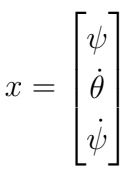 x = [ψ
θ̇
ψ̇]